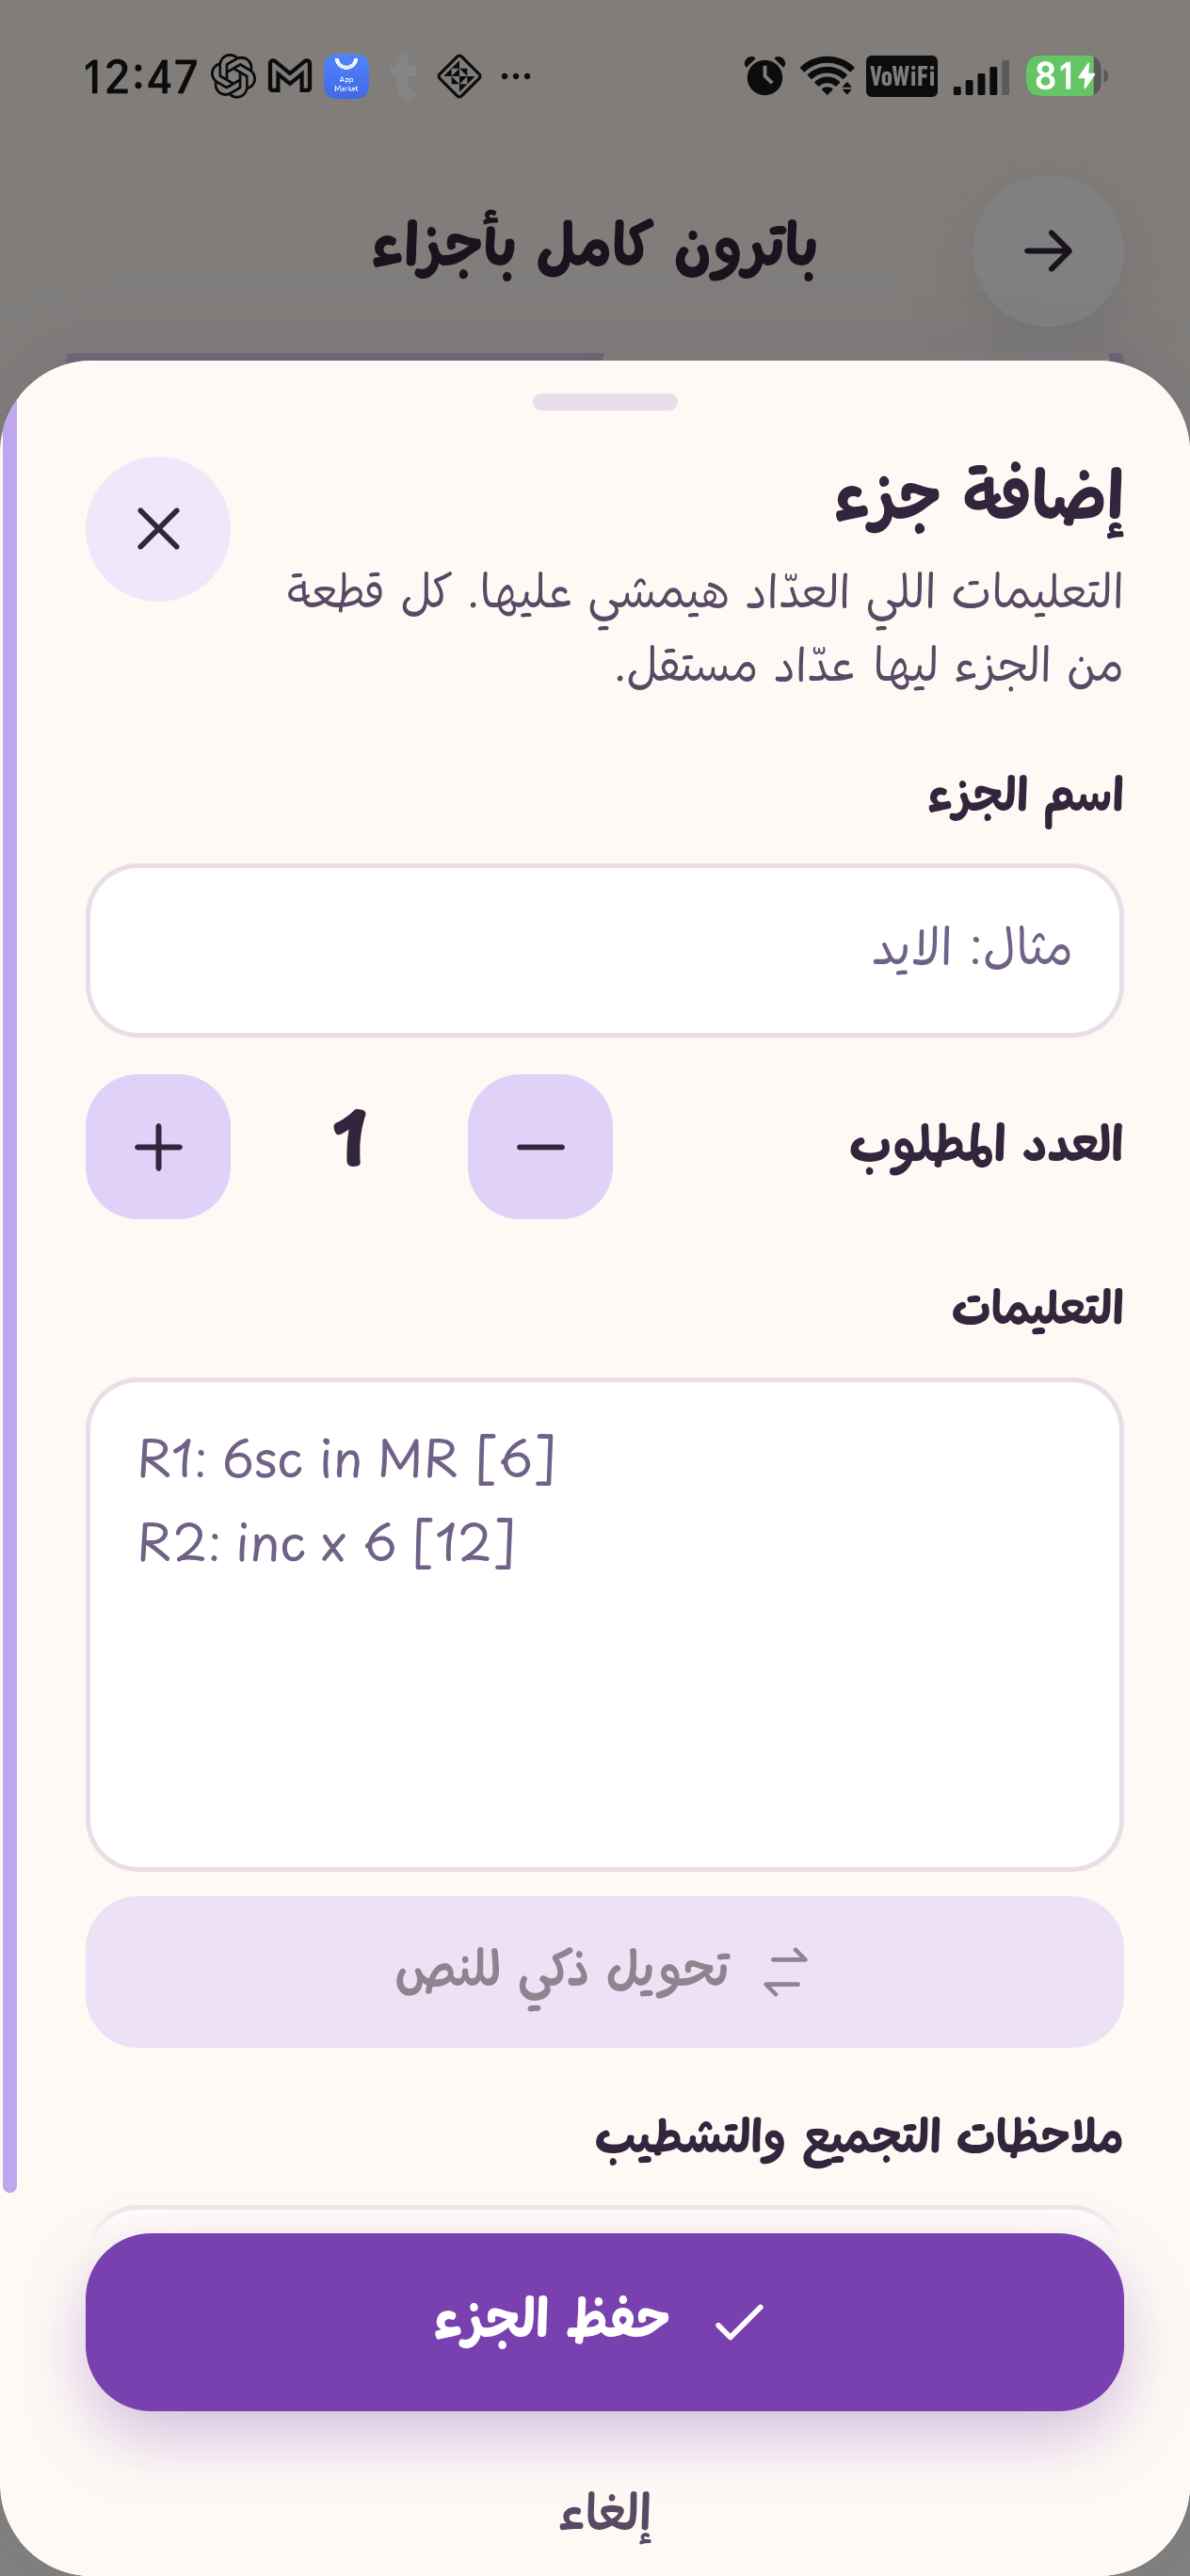 12:47
App Market
VoWiFi
81
باترون كامل بأجزاء
إضافة جزء
التعليمات اللي العدّاد هيمشي عليها. كل قطعة
من الجزء ليها عدّاد مستقل.
اسم الجزء
مثال: الايد
العدد المطلوب
1
التعليمات
R1: 6sc in MR [6]
R2: inc x 6 [12]
تحويل ذكي للنص
ملاحظات التجميع والتشطيب
حفظ الجزء
إلغاء